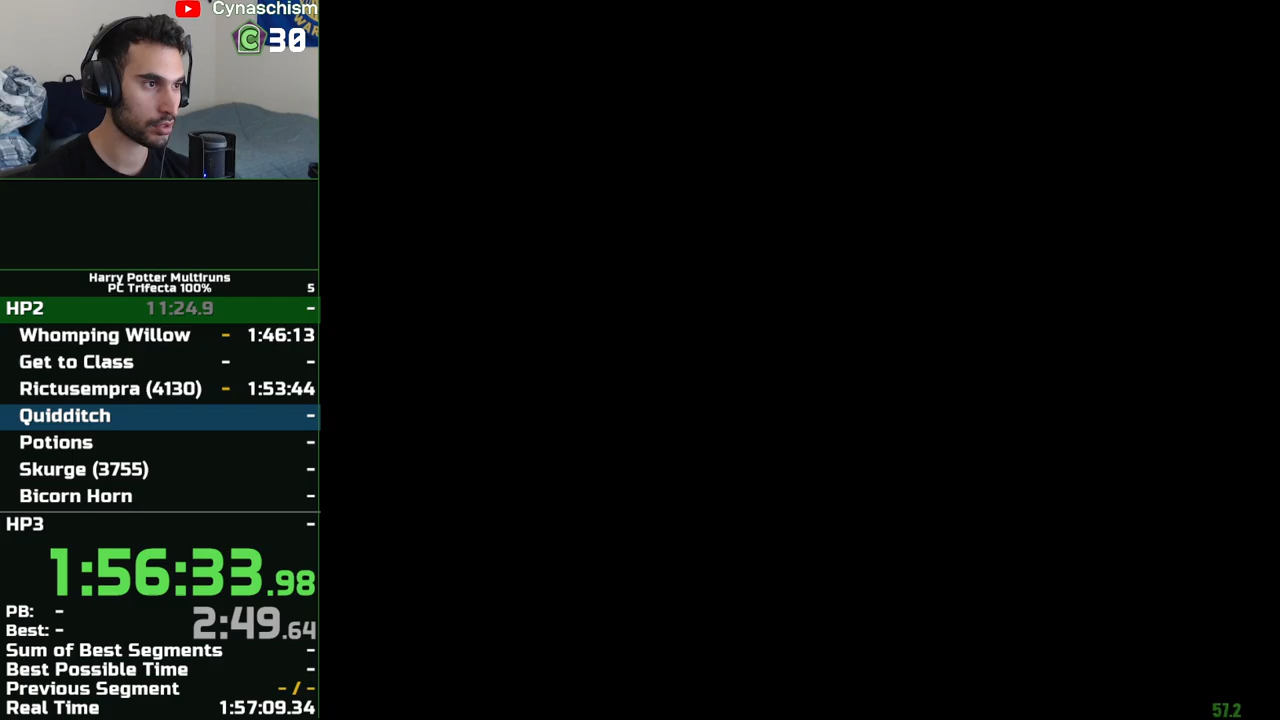 Cynaschism
C 30
Harry Potter Multiruns
PC Trifecta 100% 5
HP2 11:24.9 -
Whomping Willow - 1:46:13
Get to Class - -
Rictusempra (4130) - 1:53:44
Quidditch -
Potions -
Skurge (3755) -
Bicorn Horn -
HP3 -
1:56:33.98
PB: -
2:49.64
Best: -
Sum of Best Segments -
Best Possible Time -
Previous Segment - / -
Real Time 1:57:09.34
57.2